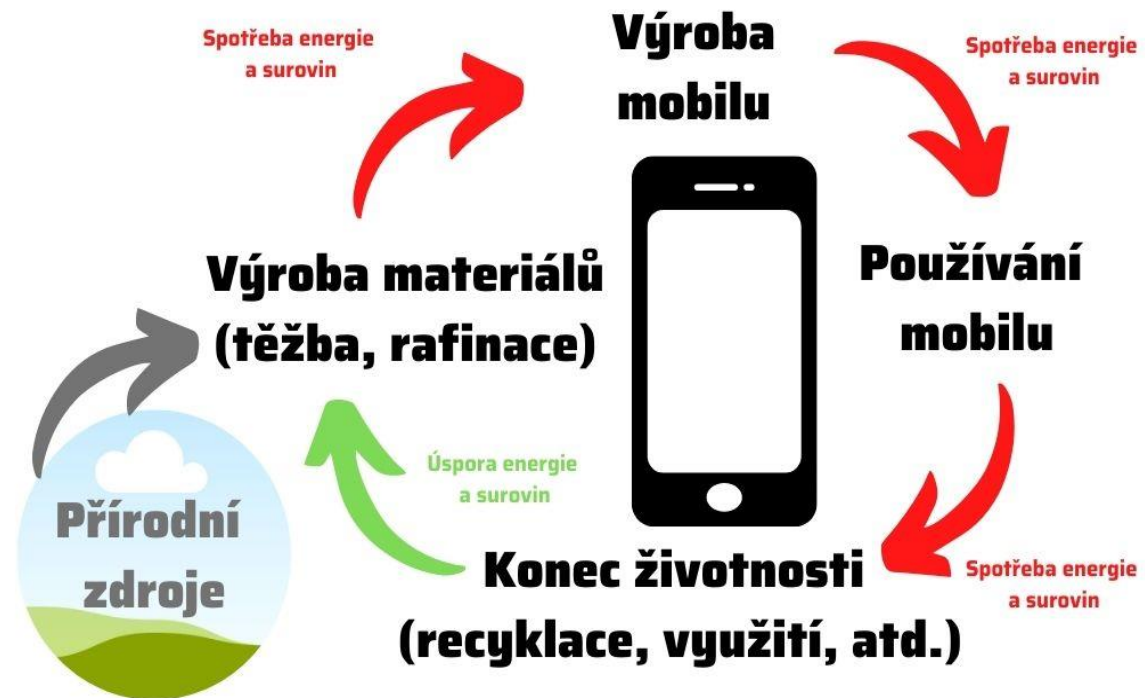 Spotřeba energie
a surovin
Výroba
mobilu
Spotřeba energie
a surovin
Výroba materiálů
(těžba, rafinace)
Používání
mobilu
Úspora energie
a surovin
Přírodní
zdroje
Konec životnosti
(recyklace, využití, atd.)
Spotřeba energie
a surovin